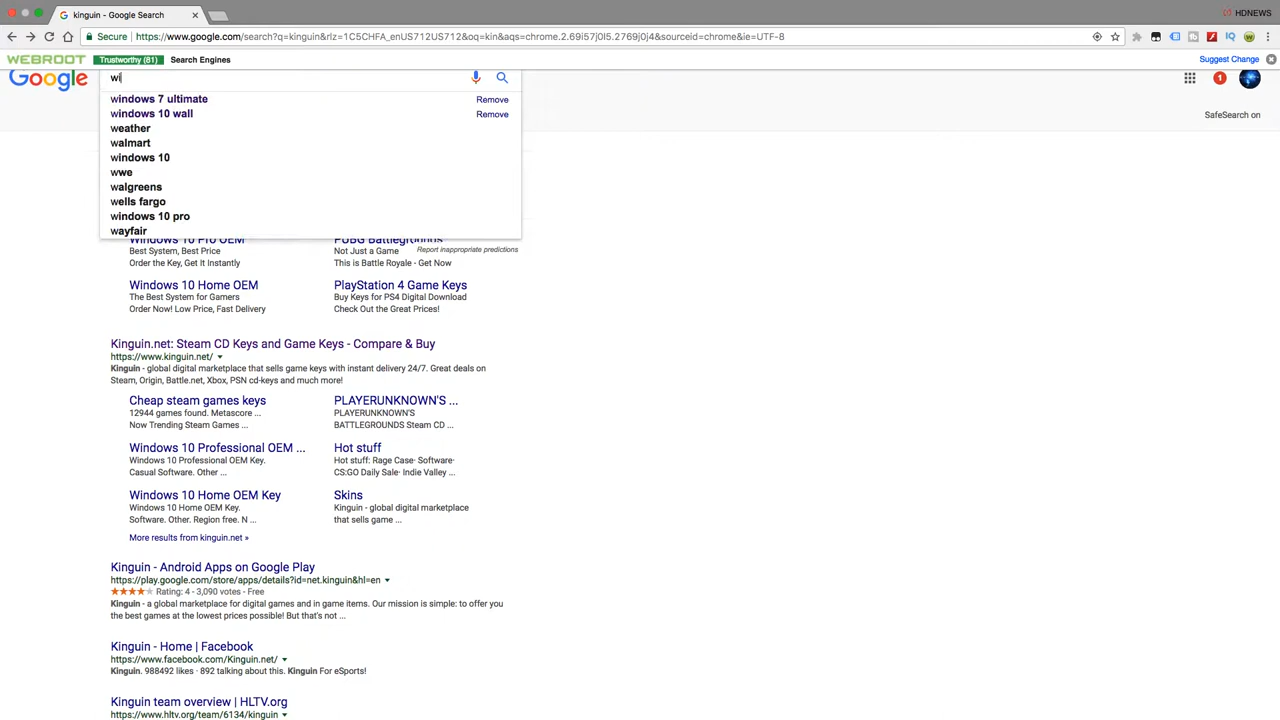 kinguin - Google Search
HDNEWS
Secure https://www.google.com/search?q=kinguin&rlz=1C5CHFA_enUS712US712&oq=kin&aqs=chrome.2.69i57j0l5.2769j0j4&sourceid=chrome&ie=UTF-8
WEBROOT Trustworthy (81) Search Engines Suggest Change
Google wi 1
SafeSearch on
windows 7 ultimate Remove
windows 10 wall Remove
weather
walmart
windows 10
wwe
walgreens
wells fargo
windows 10 pro
wayfair
Report inappropriate predictions
Windows 10 Pro OEM
Best System, Best Price
Order the Key, Get It Instantly
PUBG Battlegrounds
Not Just a Game
This is Battle Royale - Get Now
Windows 10 Home OEM
The Best System for Gamers
Order Now! Low Price, Fast Delivery
PlayStation 4 Game Keys
Buy Keys for PS4 Digital Download
Check Out the Great Prices!
Kinguin.net: Steam CD Keys and Game Keys - Compare & Buy
https://www.kinguin.net/
Kinguin - global digital marketplace that sells game keys with instant delivery 24/7. Great deals on
Steam, Origin, Battle.net, Xbox, PSN cd-keys and much more!
Cheap steam games keys
12944 games found. Metascore ...
Now Trending Steam Games ...
PLAYERUNKNOWN'S ...
PLAYERUNKNOWN'S
BATTLEGROUNDS Steam CD ...
Windows 10 Professional OEM ...
Windows 10 Professional OEM Key.
Casual Software. Other ...
Hot stuff
Hot stuff: Rage Case· Software·
CS:GO Daily Sale· Indie Valley ...
Windows 10 Home OEM Key
Windows 10 Home OEM Key.
Software. Other. Region free. N ...
Skins
Kinguin - global digital marketplace
that sells game ...
More results from kinguin.net »
Kinguin - Android Apps on Google Play
https://play.google.com/store/apps/details?id=net.kinguin&hl=en
Rating: 4 - 3,090 votes - Free
Kinguin - a global marketplace for digital games and in game items. Our mission is simple: to offer you
the best games at the lowest prices possible! But that's not ...
Kinguin - Home | Facebook
https://www.facebook.com/Kinguin.net/
Kinguin. 988492 likes · 892 talking about this. Kinguin For eSports!
Kinguin team overview | HLTV.org
https://www.hltv.org/team/6134/kinguin